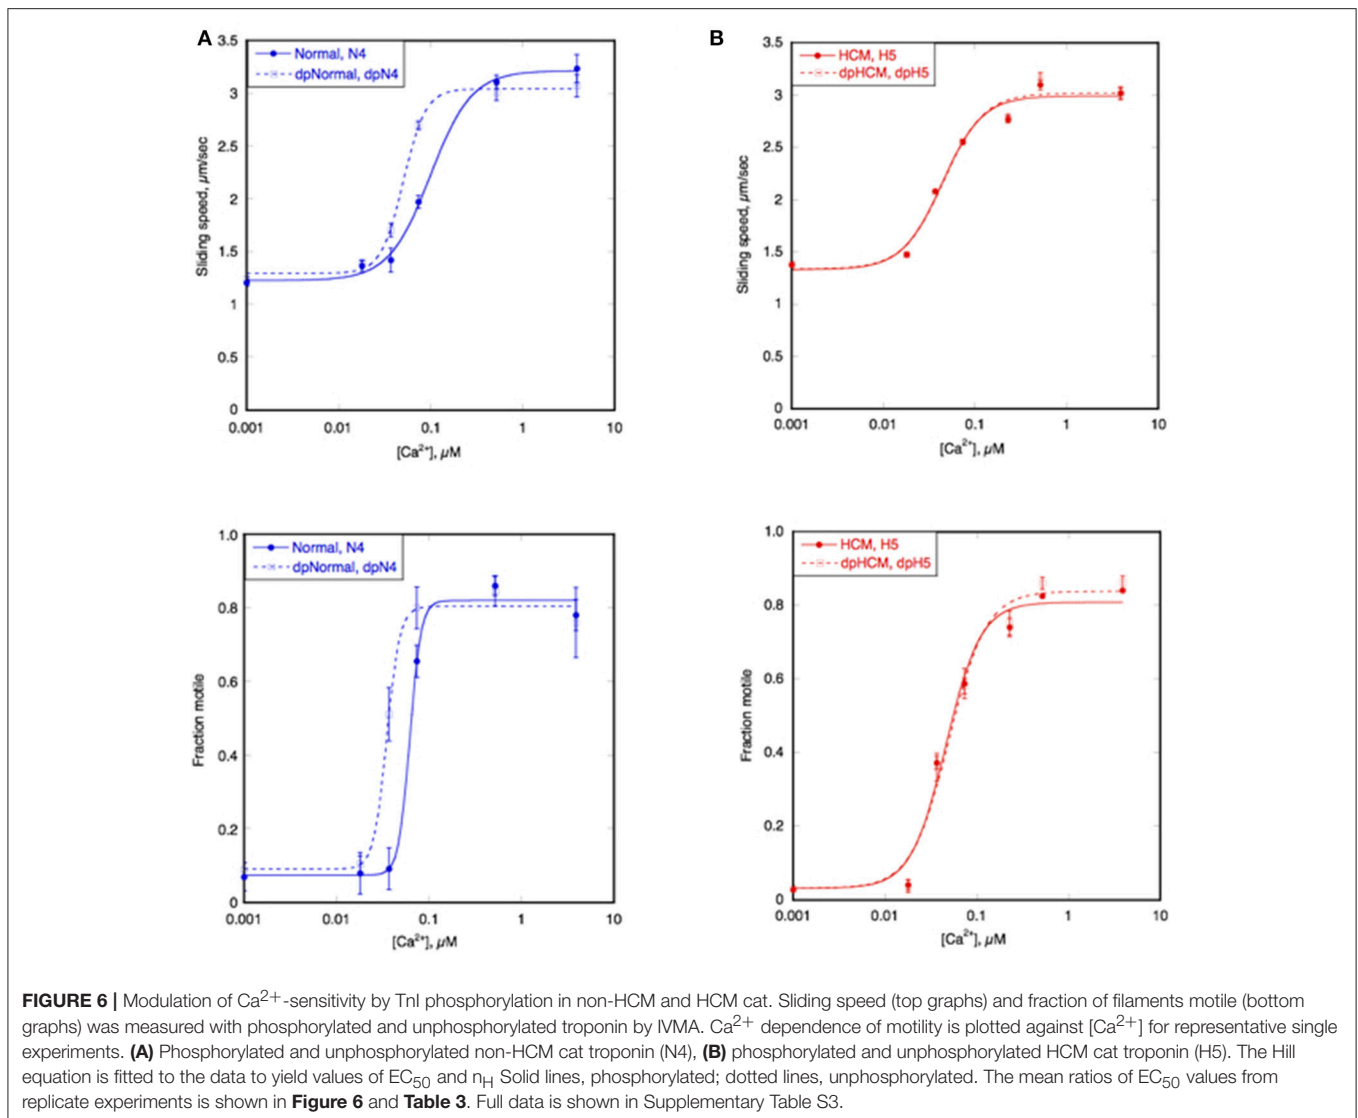 A
3.5
3
2.5
2
1.5
1
0.5
0
Sliding speed, µm/sec
Normal, N4
dpNormal, dpN4
0.001 0.01 0.1 1 10
[Ca²⁺], µM
B
3.5
3
2.5
2
1.5
1
0.5
0
Sliding speed, µm/sec
HCM, H5
dpHCM, dpH5
0.001 0.01 0.1 1 10
[Ca²⁺], µM
1.0
0.8
0.6
0.4
0.2
0
Fraction motile
Normal, N4
dpNormal, dpN4
0.001 0.01 0.1 1 10
[Ca²⁺], µM
1.0
0.8
0.6
0.4
0.2
0
Fraction motile
HCM, H5
dpHCM, dpH5
0.001 0.01 0.1 1 10
[Ca²⁺], µM
FIGURE 6 | Modulation of Ca²⁺-sensitivity by TnI phosphorylation in non-HCM and HCM cat. Sliding speed (top graphs) and fraction of filaments motile (bottom
graphs) was measured with phosphorylated and unphosphorylated troponin by IVMA. Ca²⁺ dependence of motility is plotted against [Ca²⁺] for representative single
experiments. (A) Phosphorylated and unphosphorylated non-HCM cat troponin (N4), (B) phosphorylated and unphosphorylated HCM cat troponin (H5). The Hill
equation is fitted to the data to yield values of EC₅₀ and n_H Solid lines, phosphorylated; dotted lines, unphosphorylated. The mean ratios of EC₅₀ values from
replicate experiments is shown in Figure 6 and Table 3. Full data is shown in Supplementary Table S3.